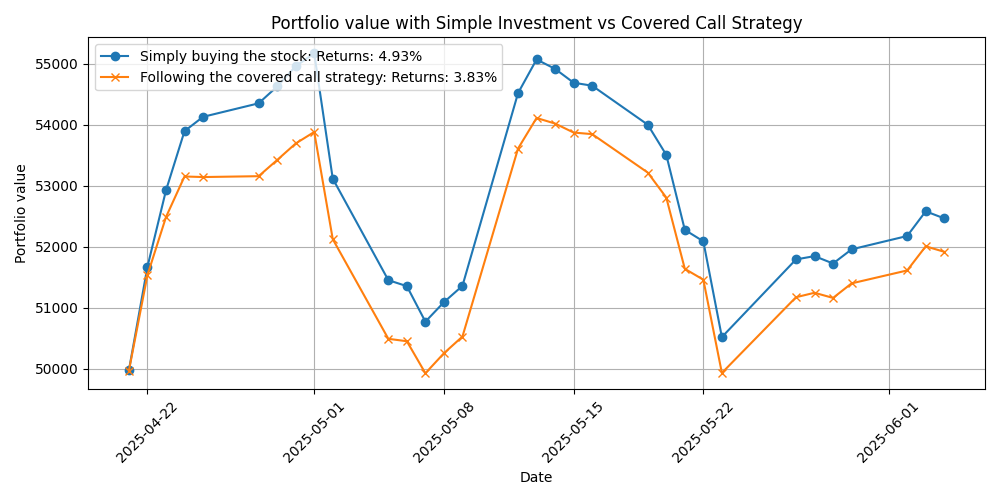 Portfolio value with Simple Investment vs Covered Call Strategy
Simply buying the stock: Returns: 4.93%
Following the covered call strategy: Returns: 3.83%
Portfolio value
55000
54000
53000
52000
51000
50000
2025-04-22
2025-05-01
2025-05-08
2025-05-15
2025-05-22
2025-06-01
Date